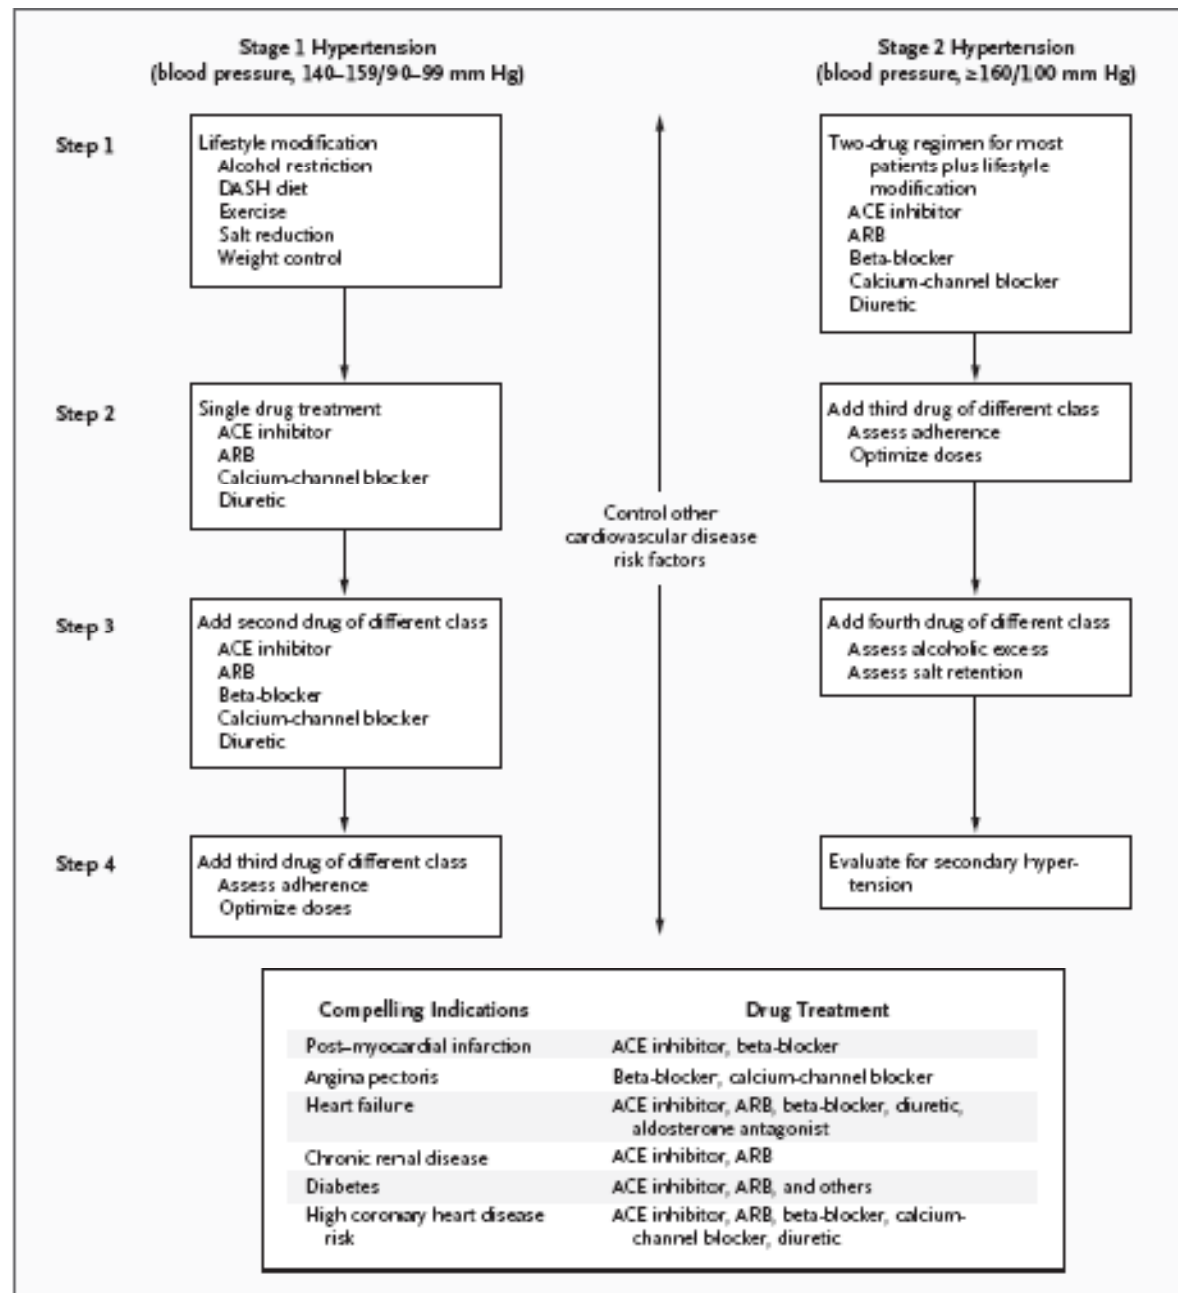 Stage 1 Hypertension
(blood pressure, 140–159/90–99 mm Hg)
Stage 2 Hypertension
(blood pressure, ≥160/100 mm Hg)
Step 1
Lifestyle modification
Alcohol restriction
DASH diet
Exercise
Salt reduction
Weight control
Two-drug regimen for most
patients plus lifestyle
modification
ACE inhibitor
ARB
Beta-blocker
Calcium-channel blocker
Diuretic
Step 2
Single drug treatment
ACE inhibitor
ARB
Calcium-channel blocker
Diuretic
Add third drug of different class
Assess adherence
Optimize doses
Control other
cardiovascular disease
risk factors
Step 3
Add second drug of different class
ACE inhibitor
ARB
Beta-blocker
Calcium-channel blocker
Diuretic
Add fourth drug of different class
Assess alcoholic excess
Assess salt retention
Step 4
Add third drug of different class
Assess adherence
Optimize doses
Evaluate for secondary hyper-
tension
Compelling Indications Drug Treatment
Post–myocardial infarction ACE inhibitor, beta-blocker
Angina pectoris Beta-blocker, calcium-channel blocker
Heart failure ACE inhibitor, ARB, beta-blocker, diuretic,
aldosterone antagonist
Chronic renal disease ACE inhibitor, ARB
Diabetes ACE inhibitor, ARB, and others
High coronary heart disease ACE inhibitor, ARB, beta-blocker, calcium-
risk channel blocker, diuretic